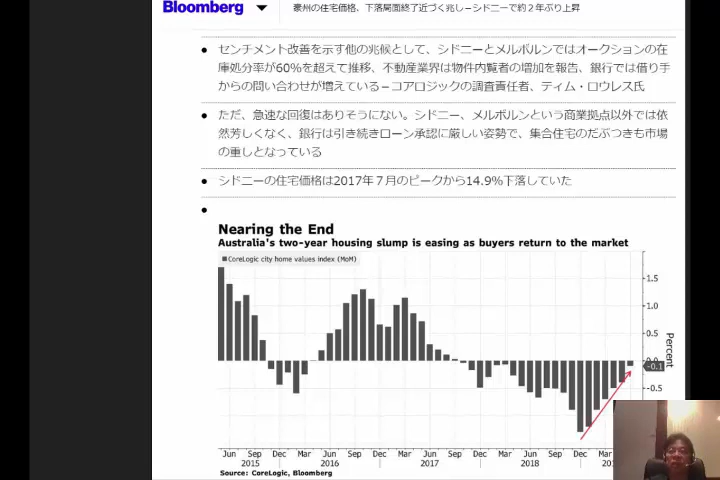 Bloomberg
豪州の住宅価格、下落局面終了近づく兆し－シドニーで約２年ぶり上昇
● センチメント改善を示す他の兆候として、シドニーとメルボルンではオークションの在
庫処分率が60％を超えて推移、不動産業界は物件内覧者の増加を報告、銀行では借り手
からの問い合わせが増えている－コアロジックの調査責任者、ティム・ロウレス氏
● ただ、急速な回復はありそうにない。シドニー、メルボルンという商業拠点以外では依
然芳しくなく、銀行は引き続きローン承認に厳しい姿勢で、集合住宅のだぶつきも市場
の重しとなっている
● シドニーの住宅価格は2017年７月のピークから14.9％下落していた
●
Nearing the End
Australia's two-year housing slump is easing as buyers return to the market
CoreLogic city home values index (MoM)
1.5
1.0
0.5
0.0
-0.1
-0.5
Percent
Jun Sep Dec Mar Jun Sep Dec Mar Jun Sep Dec Mar Jun Sep Dec Mar
2015 2016 2017 2018
Source: CoreLogic, Bloomberg